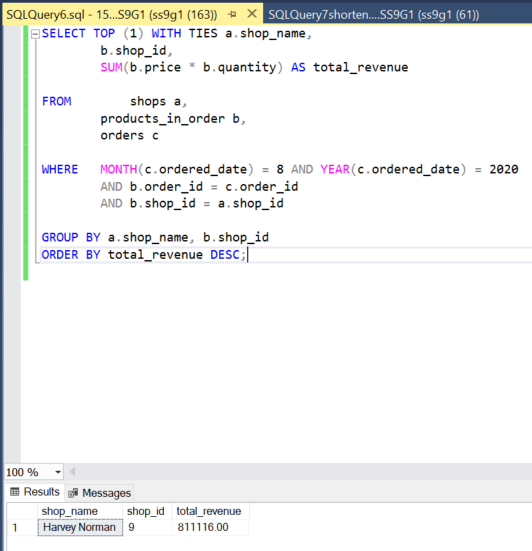 SQLQuery6.sql - 15...S9G1 (ss9g1 (163)) SQLQuery7shorten....SS9G1 (ss9g1 (61))
SELECT TOP (1) WITH TIES a.shop_name,
b.shop_id,
SUM(b.price * b.quantity) AS total_revenue
FROM shops a,
products_in_order b,
orders c
WHERE MONTH(c.ordered_date) = 8 AND YEAR(c.ordered_date) = 2020
AND b.order_id = c.order_id
AND b.shop_id = a.shop_id
GROUP BY a.shop_name, b.shop_id
ORDER BY total_revenue DESC;
100 %
Results Messages
shop_name shop_id total_revenue
1 Harvey Norman 9 811116.00